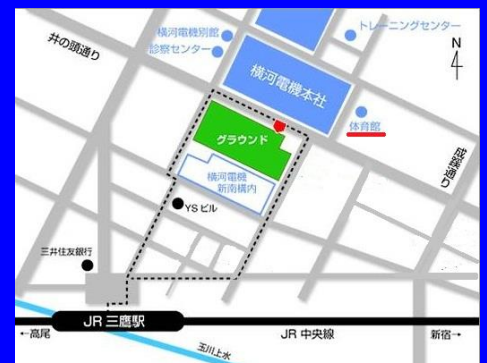 トレーニングセンター
横河電機別館
診察センター
井の頭通り
N
横河電機本社
体育館
グラウンド
成蹊通り
横河電機
新南構内
YSビル
三井住友銀行
JR 三鷹駅
←高尾
JR 中央線
新宿→
玉川上水